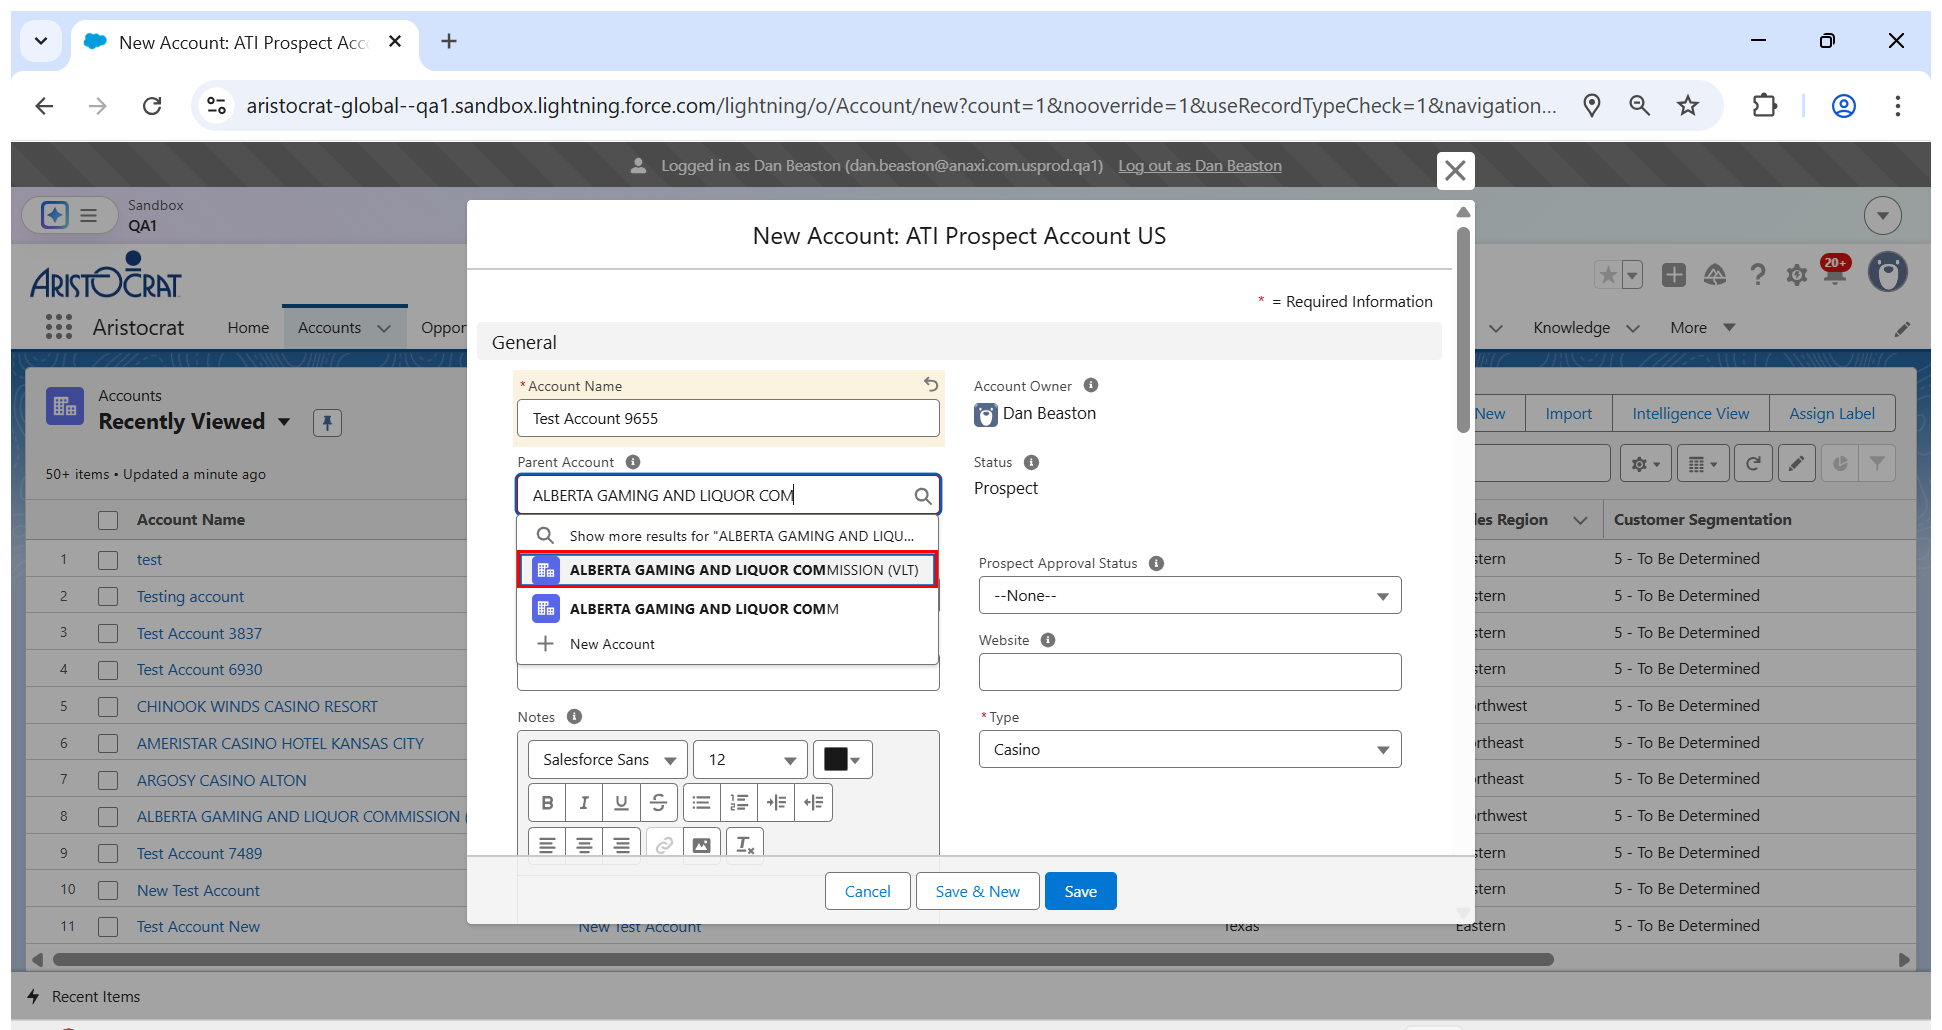 New Account: ATI Prospect Acc
aristocrat-global--qa1.sandbox.lightning.force.com/lightning/o/Account/new?count=1&nooverride=1&useRecordTypeCheck=1&navigation...
Logged in as Dan Beaston (dan.beaston@anaxi.com.usprod.qa1) Log out as Dan Beaston
Sandbox
QA1
ARISTOCRAT
20+
Aristocrat Home Accounts Oppor Knowledge More
Accounts
Recently Viewed
New Import Intelligence View Assign Label
50+ items • Updated a minute ago
Account Name
les Region Customer Segmentation
1 test stern 5 - To Be Determined
2 Testing account stern 5 - To Be Determined
3 Test Account 3837 stern 5 - To Be Determined
4 Test Account 6930 stern 5 - To Be Determined
5 CHINOOK WINDS CASINO RESORT rthwest 5 - To Be Determined
6 AMERISTAR CASINO HOTEL KANSAS CITY rtheast 5 - To Be Determined
7 ARGOSY CASINO ALTON rtheast 5 - To Be Determined
8 ALBERTA GAMING AND LIQUOR COMMISSION ( rthwest 5 - To Be Determined
9 Test Account 7489 stern 5 - To Be Determined
10 New Test Account stern 5 - To Be Determined
11 Test Account New New Test Account Texas Eastern 5 - To Be Determined
New Account: ATI Prospect Account US
* = Required Information
General
* Account Name
Test Account 9655
Account Owner
Dan Beaston
Parent Account
ALBERTA GAMING AND LIQUOR COM
Status
Prospect
Show more results for "ALBERTA GAMING AND LIQU...
ALBERTA GAMING AND LIQUOR COMMISSION (VLT)
ALBERTA GAMING AND LIQUOR COMM
New Account
Prospect Approval Status
--None--
Website
Notes
* Type
Casino
Salesforce Sans 12
B I U S
Cancel Save & New Save
Recent Items